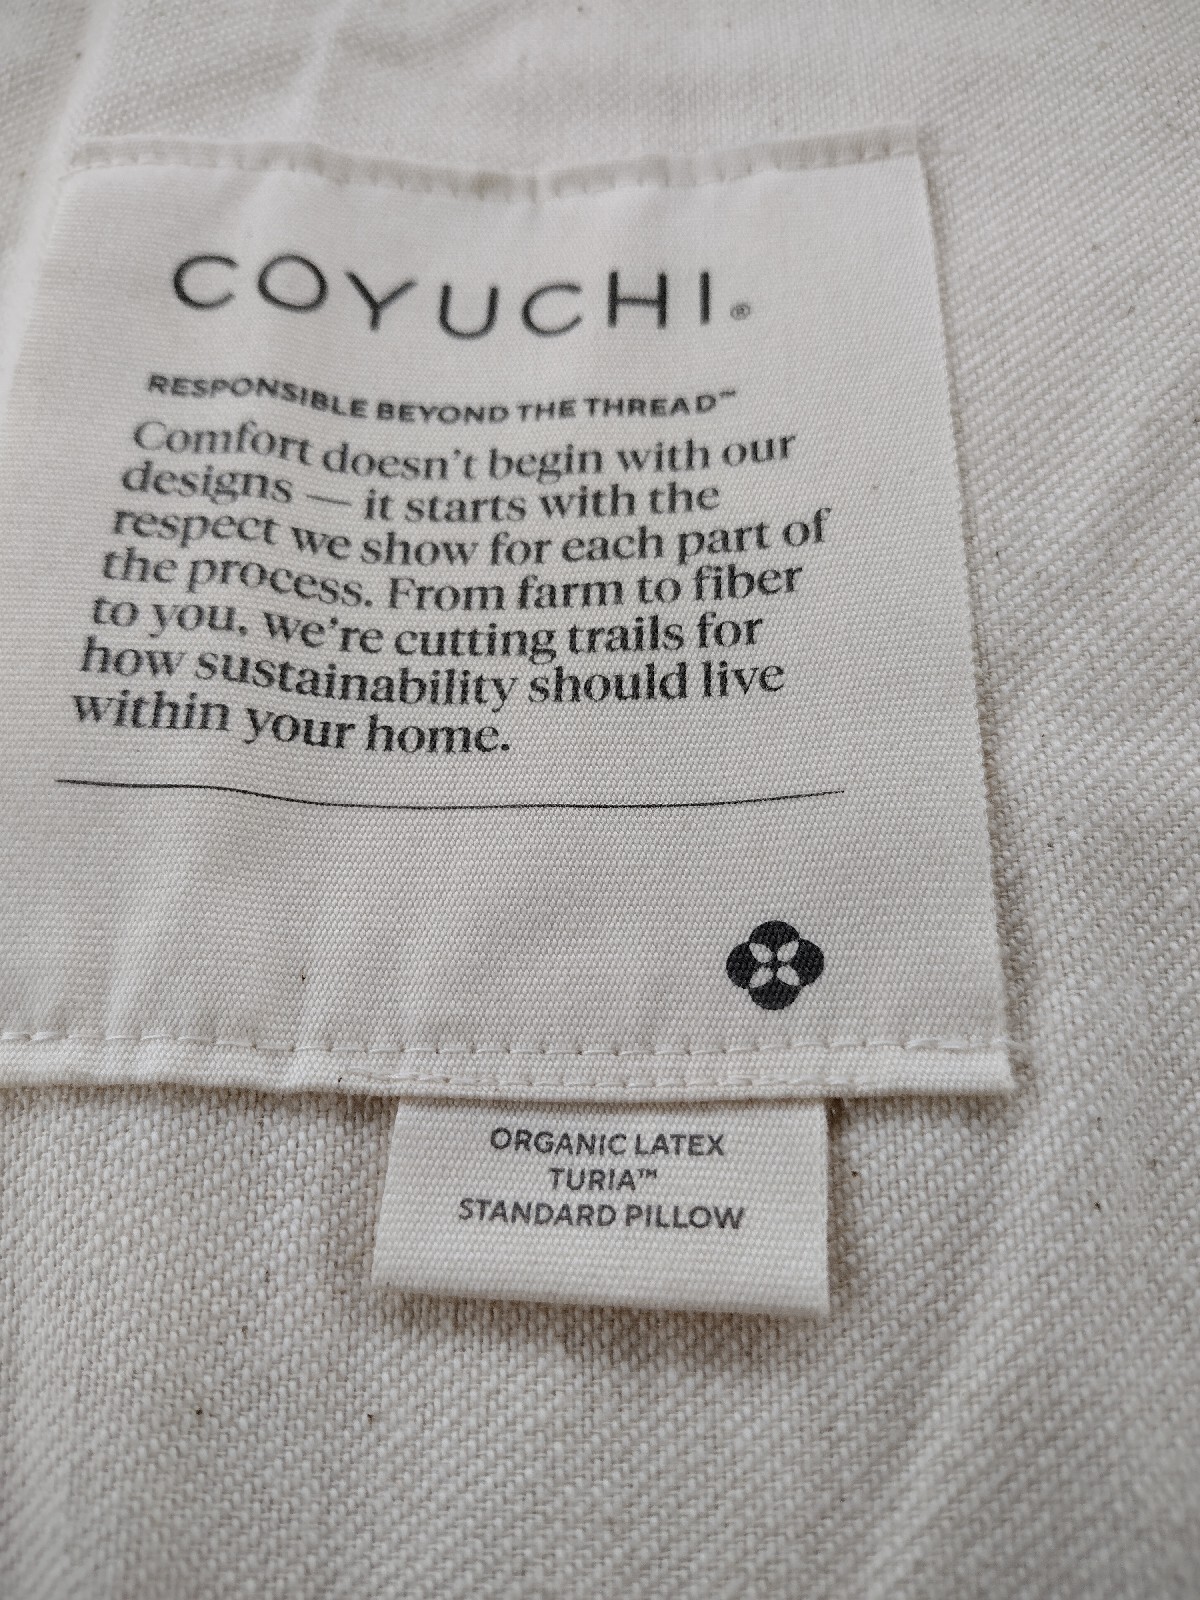 COYUCHI®
RESPONSIBLE BEYOND THE THREAD™
Comfort doesn't begin with our
designs — it starts with the
respect we show for each part of
the process. From farm to fiber
to you, we're cutting trails for
how sustainability should live
within your home.
ORGANIC LATEX
TURIA™
STANDARD PILLOW